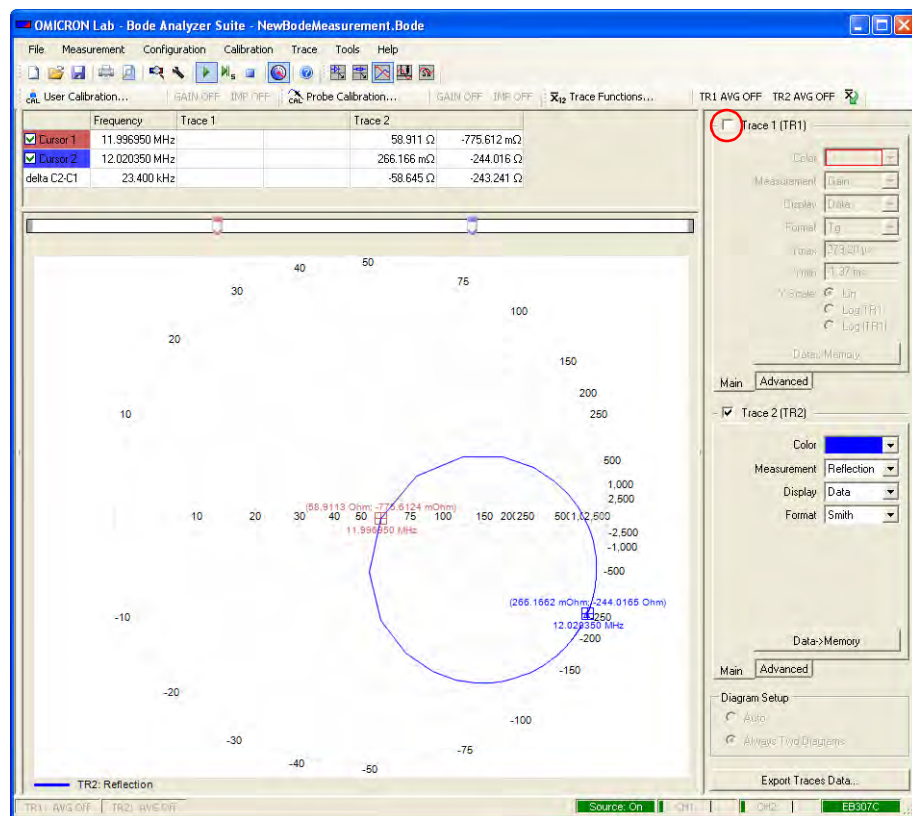 OMICRON Lab - Bode Analyzer Suite - NewBodeMeasurement.Bode
File Measurement Configuration Calibration Trace Tools Help
CAL User Calibration... GAIN OFF IMP OFF CAL Probe Calibration... GAIN OFF IMP OFF X12 Trace Functions... TR1 AVG OFF TR2 AVG OFF
Frequency Trace 1 Trace 2
Cursor 1 11.996950 MHz 58.911 Ω -775.612 mΩ
Cursor 2 12.020350 MHz 266.166 mΩ -244.016 Ω
delta C2-C1 23.400 kHz -58.645 Ω -243.241 Ω
Trace 1 (TR1)
Color
Measurement Gain
Display Data
Format Tg
Ymax
Ymin
Y-Scale Lin
Log(TR1)
Log|TR1|
Data->Memory
Main Advanced
Trace 2 (TR2)
Color
Measurement Reflection
Display Data
Format Smith
Data->Memory
Main Advanced
Diagram Setup
Auto
Always Two Diagrams
Export Traces Data...
50
40
75
30
100
20
150
200
10
250
500
1,000
2,500
(58.9113 Ohm; -775.6124 mOhm)
10 20 30 40 50 75 100 150 200 250 500 2,500
11.996950 MHz
-2,500
-1,000
-500
(266.1662 mOhm; -244.0165 Ohm)
-10
-250
12.020350 MHz
-200
-150
-20
-100
-30
-75
-40
-50
TR2: Reflection
TR1: AVG OFF TR2: AVG OFF Source: On CH1 CH2 EB307C